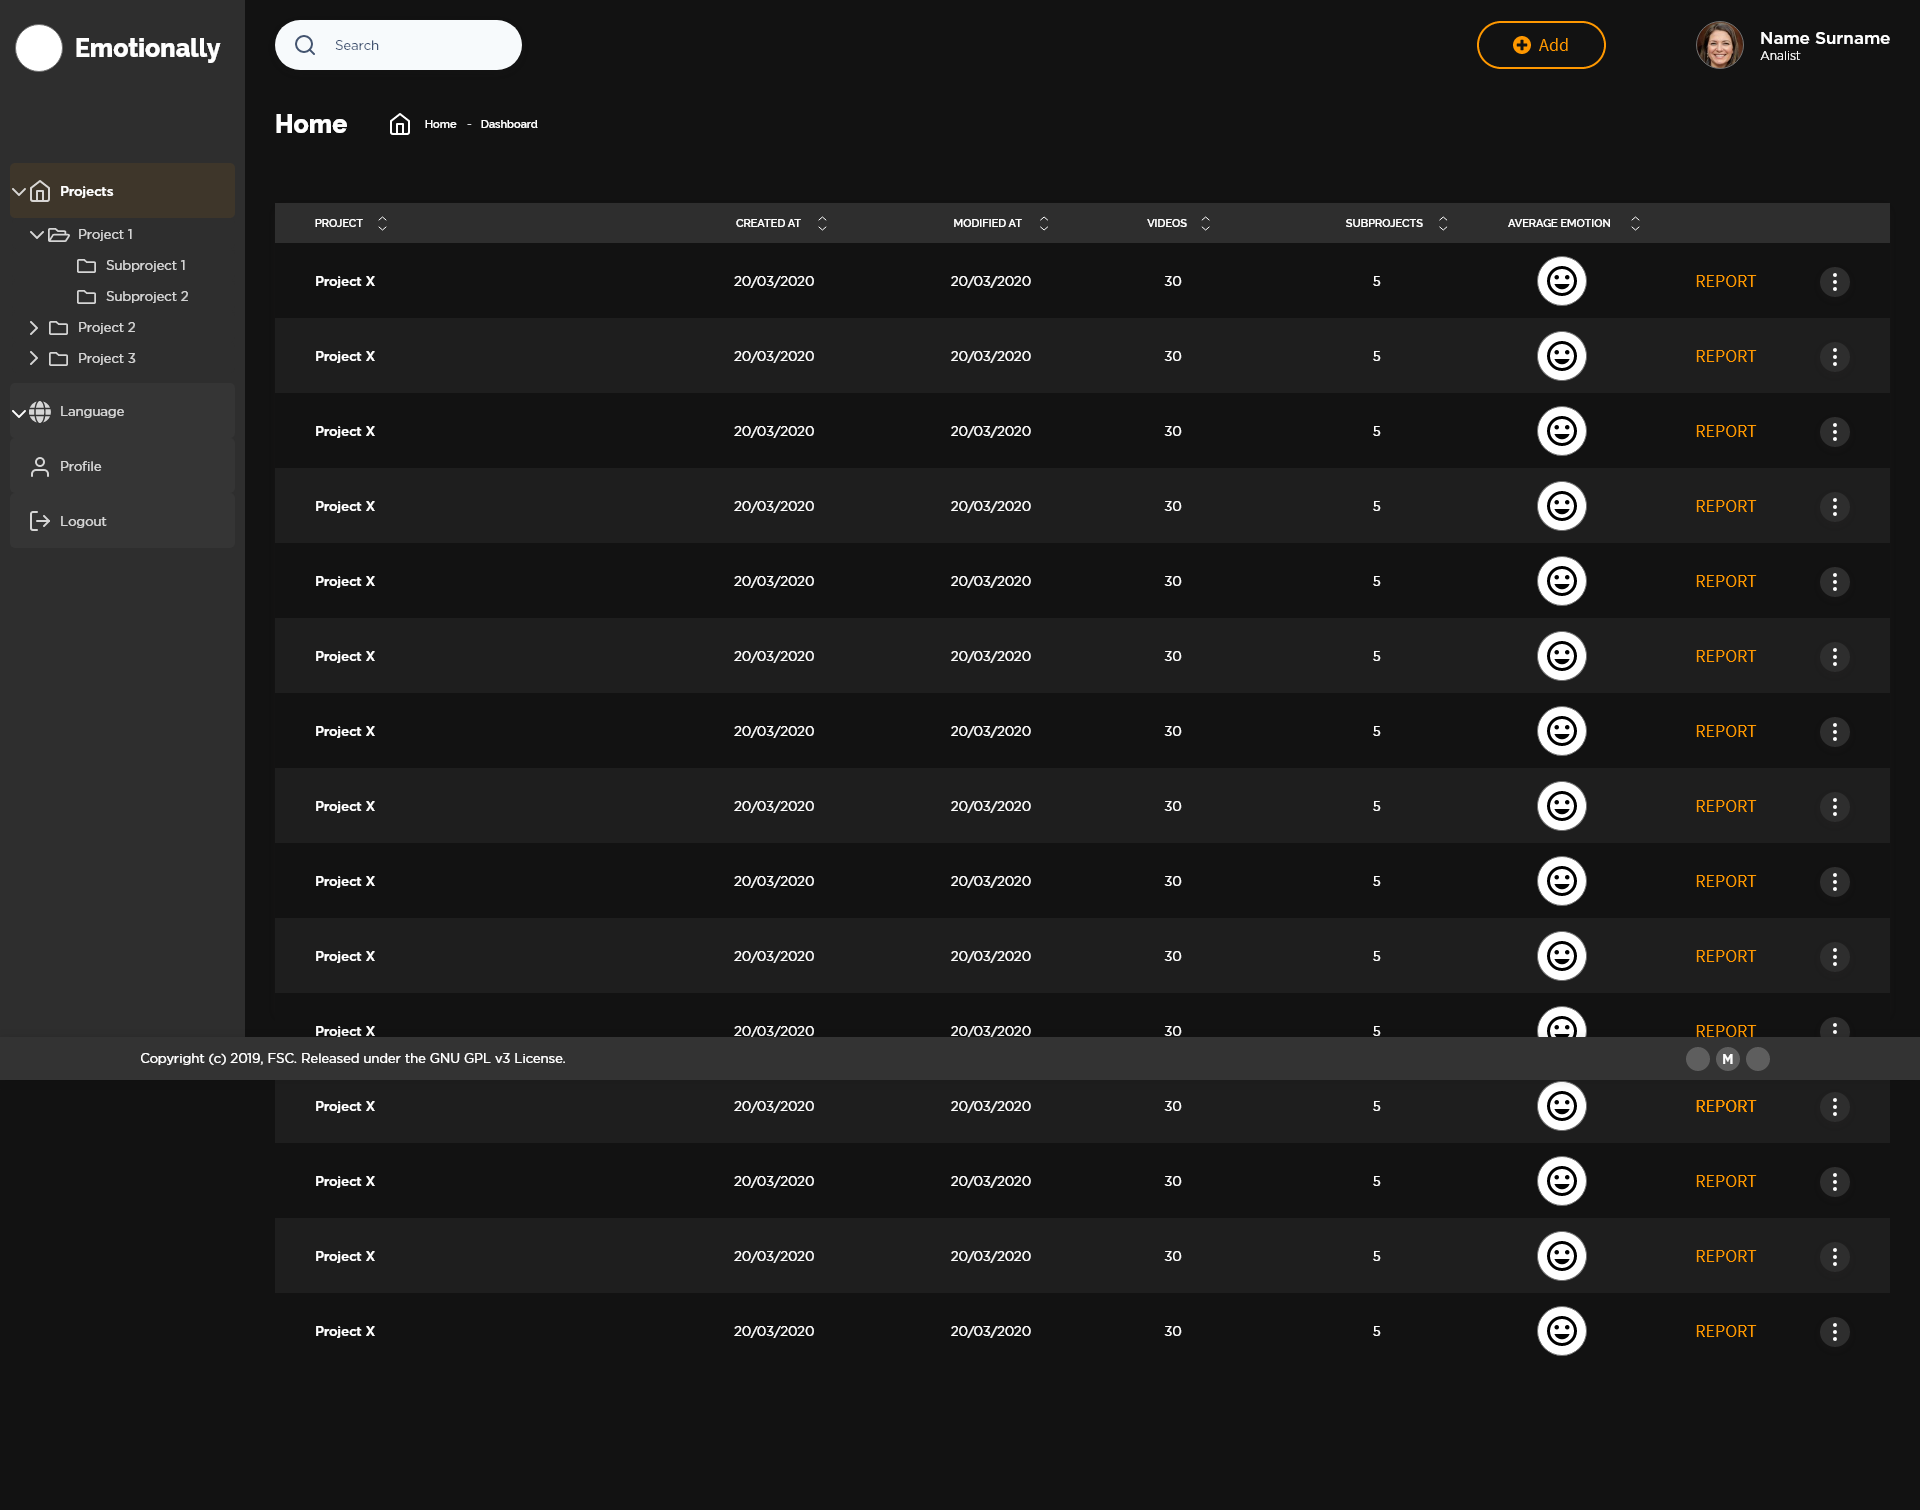 Emotionally
Search
Add
Name Surname
Analist
Home
Home - Dashboard
Projects
Project 1
Subproject 1
Subproject 2
Project 2
Project 3
Language
Profile
Logout
PROJECT CREATED AT MODIFIED AT VIDEOS SUBPROJECTS AVERAGE EMOTION
Project X 20/03/2020 20/03/2020 30 5 REPORT
Project X 20/03/2020 20/03/2020 30 5 REPORT
Project X 20/03/2020 20/03/2020 30 5 REPORT
Project X 20/03/2020 20/03/2020 30 5 REPORT
Project X 20/03/2020 20/03/2020 30 5 REPORT
Project X 20/03/2020 20/03/2020 30 5 REPORT
Project X 20/03/2020 20/03/2020 30 5 REPORT
Project X 20/03/2020 20/03/2020 30 5 REPORT
Project X 20/03/2020 20/03/2020 30 5 REPORT
Project X 20/03/2020 20/03/2020 30 5 REPORT
Project X 20/03/2020 20/03/2020 30 5 REPORT
Copyright (c) 2019, FSC. Released under the GNU GPL v3 License. M
Project X 20/03/2020 20/03/2020 30 5 REPORT
Project X 20/03/2020 20/03/2020 30 5 REPORT
Project X 20/03/2020 20/03/2020 30 5 REPORT
Project X 20/03/2020 20/03/2020 30 5 REPORT